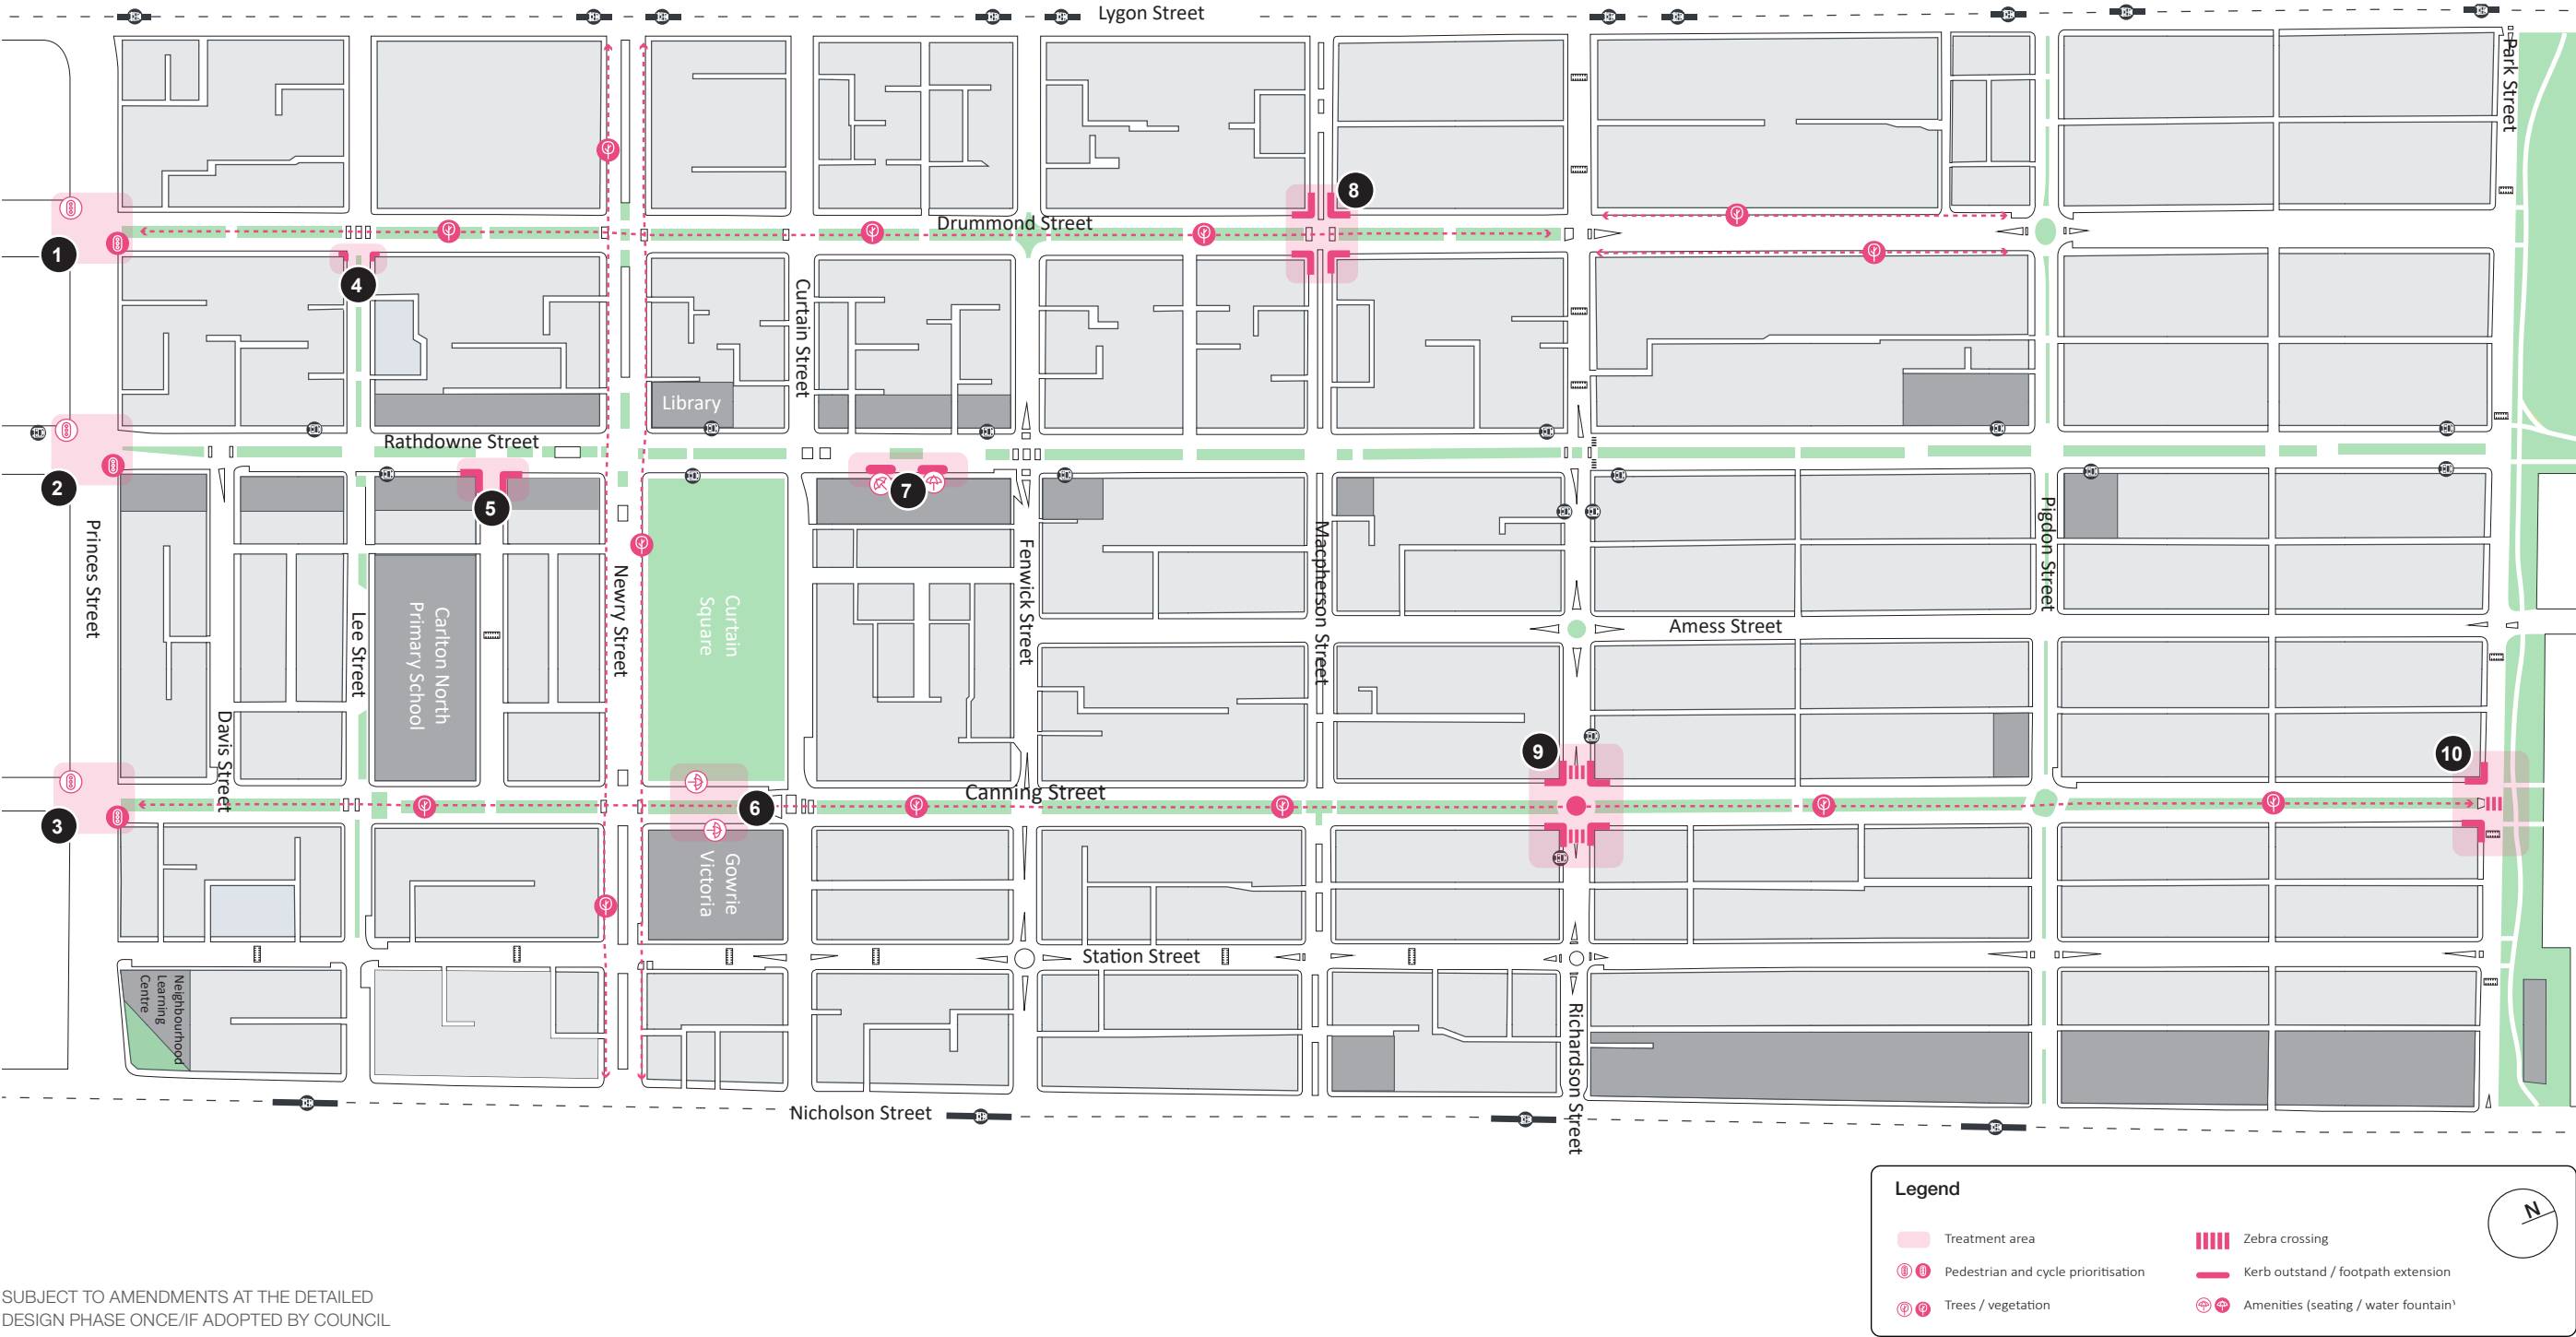 Lygon Street
Park Street
8
Drummond Street
1
4
Curtain Street
Library
Rathdowne Street
2
5
7
Princes Street
Lee Street
Davis Street
Carlton North
Primary School
Newry Street
Curtain
Square
Fenwick Street
Macpherson Street
Pigdon Street
Amess Street
9
10
Canning Street
3
6
Gowrie
Victoria
Station Street
Neighbourhood
Learning
Centre
Richardson Street
Nicholson Street
Legend
N
Treatment area
Zebra crossing
Pedestrian and cycle prioritisation
Kerb outstand / footpath extension
Trees / vegetation
Amenities (seating / water fountain)
SUBJECT TO AMENDMENTS AT THE DETAILED
DESIGN PHASE ONCE/IF ADOPTED BY COUNCIL